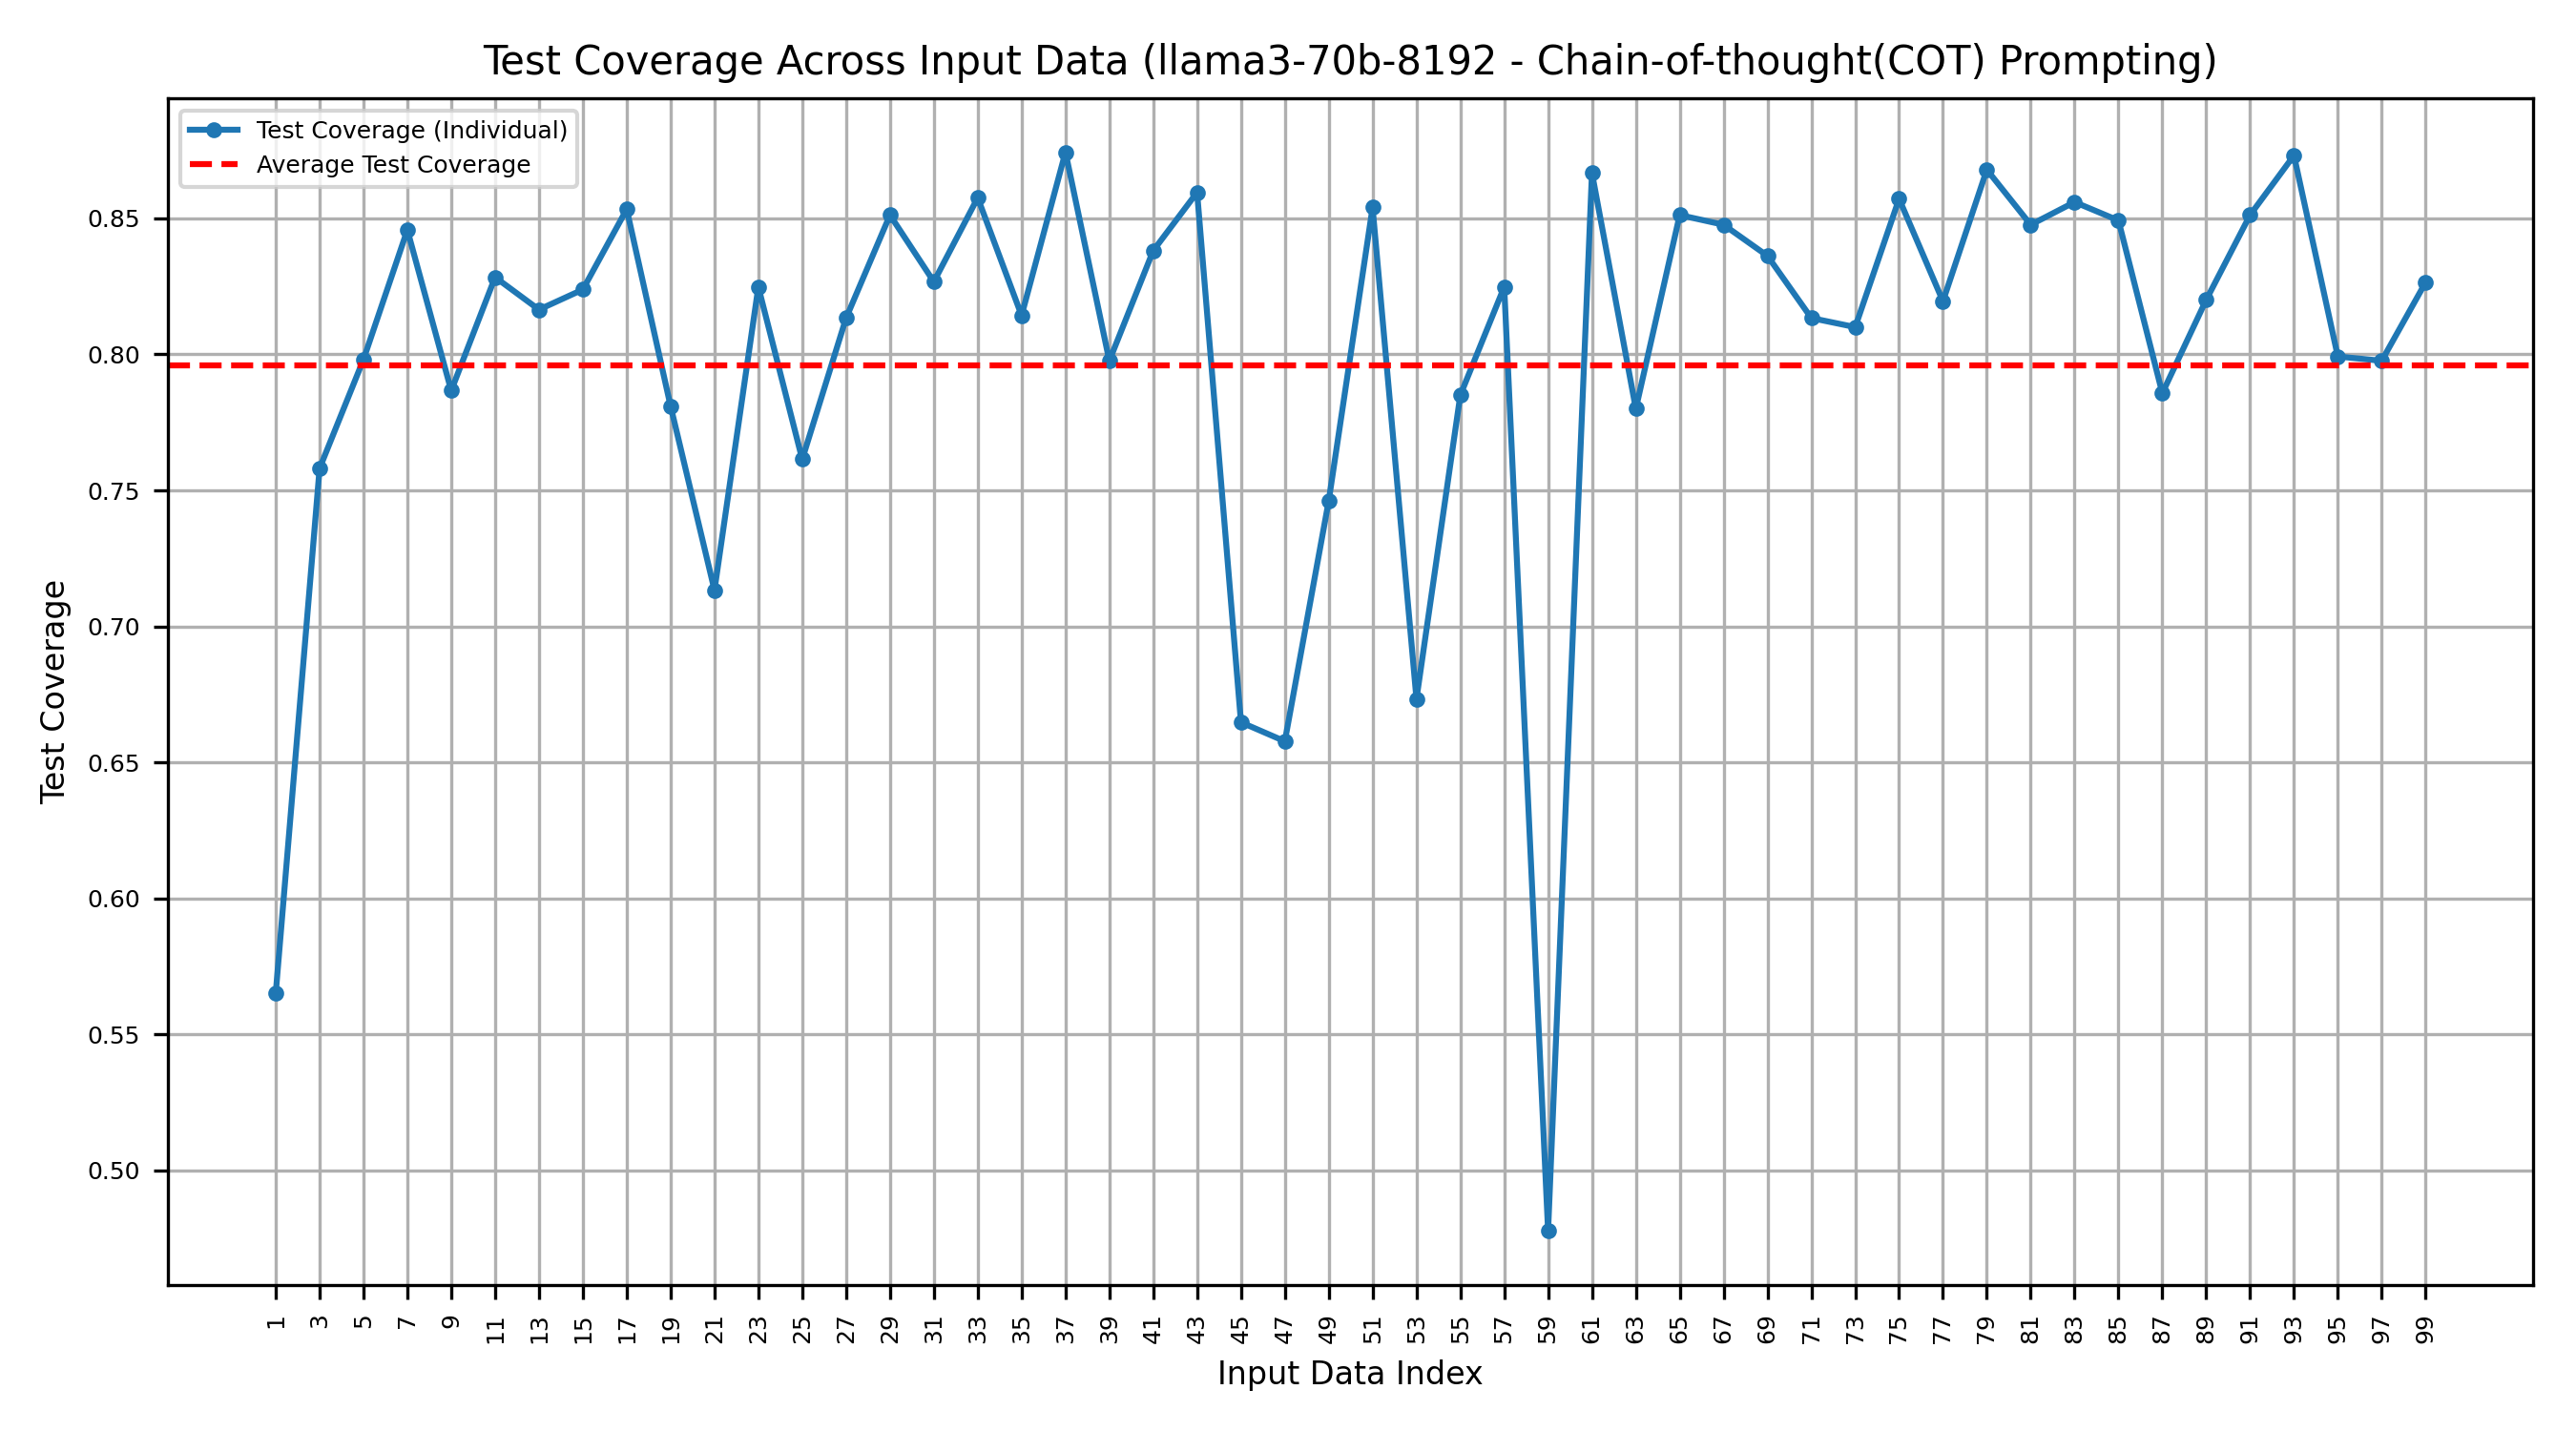 Test Coverage Across Input Data (llama3-70b-8192 - Chain-of-thought(COT) Prompting)
Test Coverage (Individual)
Average Test Coverage
Test Coverage
0.85
0.80
0.75
0.70
0.65
0.60
0.55
0.50
1 3 5 7 9 11 13 15 17 19 21 23 25 27 29 31 33 35 37 39 41 43 45 47 49 51 53 55 57 59 61 63 65 67 69 71 73 75 77 79 81 83 85 87 89 91 93 95 97 99
Input Data Index